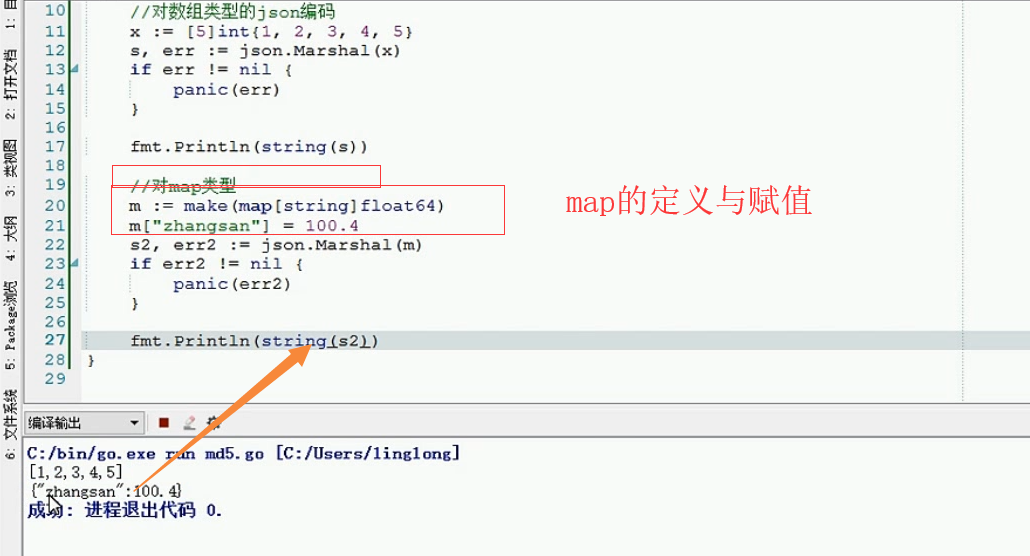 10 //对数组类型的json编码
11 x := [5]int{1, 2, 3, 4, 5}
12 s, err := json.Marshal(x)
13 if err != nil {
14 panic(err)
15 }
16
17 fmt.Println(string(s))
18
19 //对map类型
20 m := make(map[string]float64)
21 m["zhangsan"] = 100.4
22 s2, err2 := json.Marshal(m)
23 if err2 != nil {
24 panic(err2)
25 }
26
27 fmt.Println(string(s2))
28 }
29
map的定义与赋值
1:
2: 打开文档
3: 类视图
4: 大纲
5: Package浏览
6: 文件系统
编译输出
C:/bin/go.exe run md5.go [C:/Users/linglong]
[1,2,3,4,5]
{"zhangsan":100.4}
成功: 进程退出代码 0.